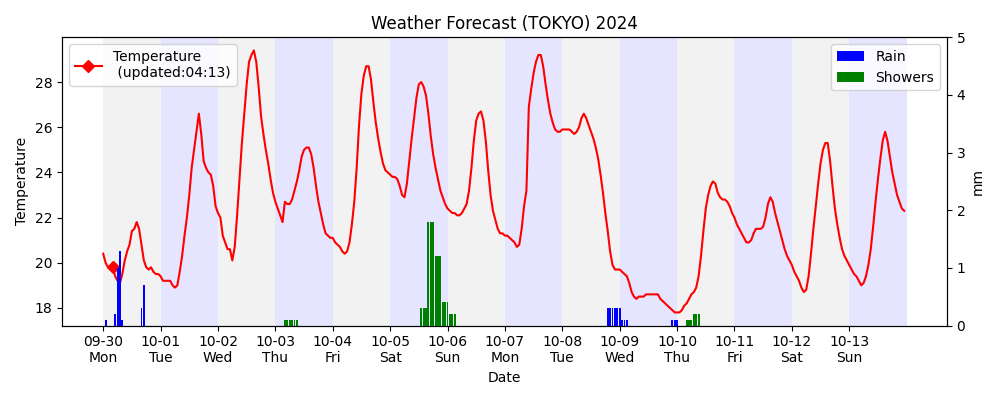 Weather Forecast (TOKYO) 2024
Temperature
(updated:04:13)
Rain
Showers
Temperature
28
26
24
22
20
18
5
4
3
2
1
0
mm
09-30 10-01 10-02 10-03 10-04 10-05 10-06 10-07 10-08 10-09 10-10 10-11 10-12 10-13
Mon Tue Wed Thu Fri Sat Sun Mon Tue Wed Thu Fri Sat Sun
Date